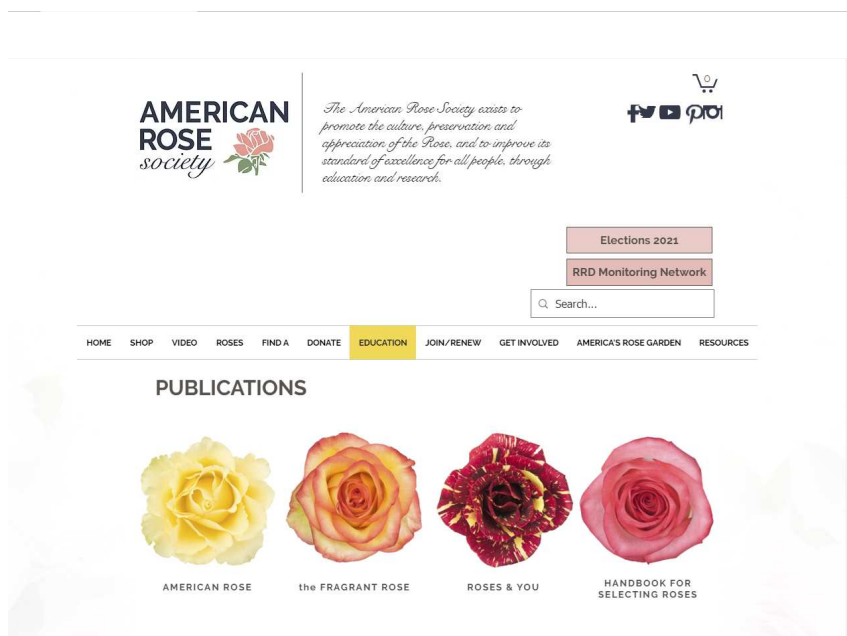 AMERICAN
ROSE
society
The American Rose Society exists to
promote the culture, preservation and
appreciation of the Rose, and to improve its
standard of excellence for all people, through
education and research.
0
Elections 2021
RRD Monitoring Network
Search...
HOME SHOP VIDEO ROSES FIND A DONATE EDUCATION JOIN/RENEW GET INVOLVED AMERICA'S ROSE GARDEN RESOURCES
PUBLICATIONS
AMERICAN ROSE
the FRAGRANT ROSE
ROSES & YOU
HANDBOOK FOR
SELECTING ROSES